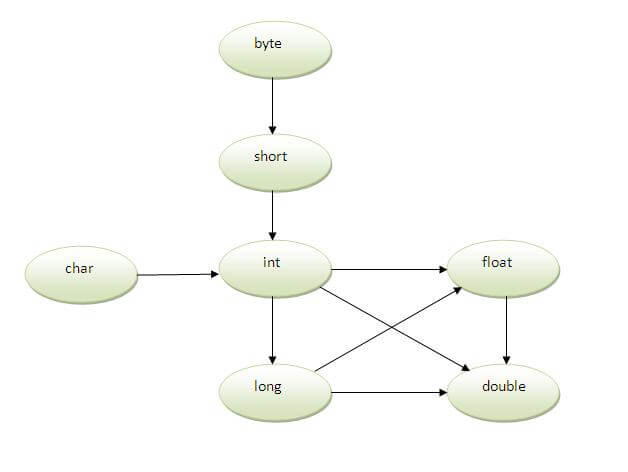 byte
short
char
int
float
long
double